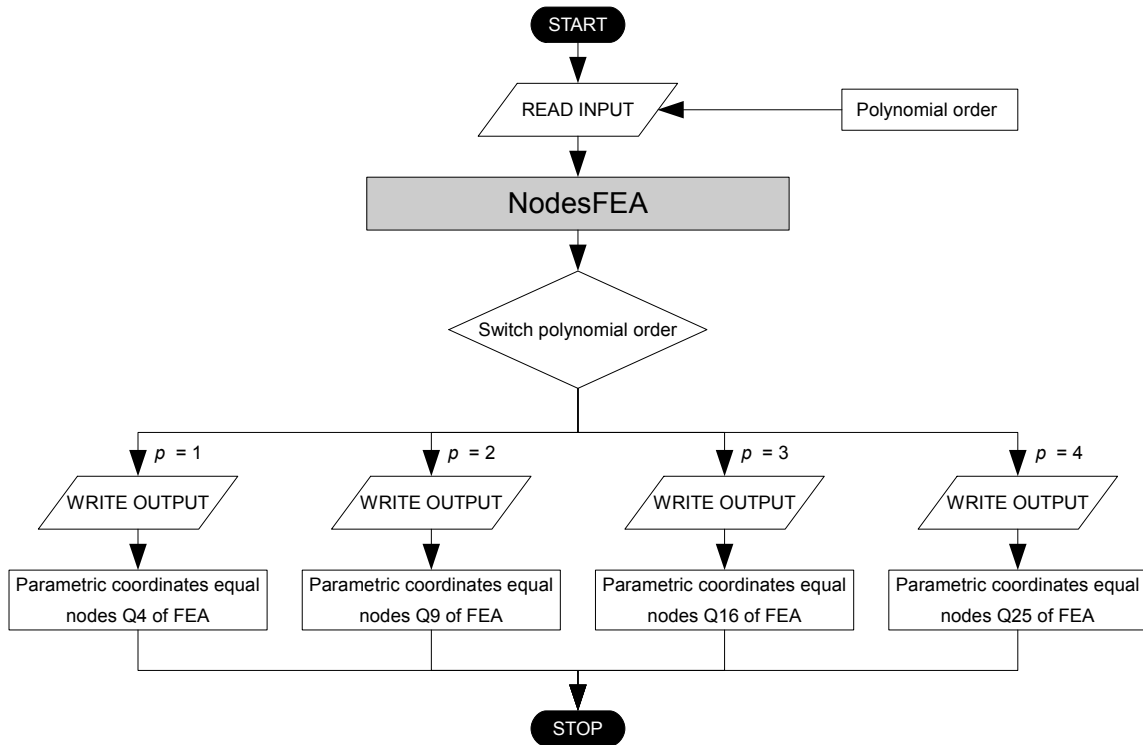 START
READ INPUT
Polynomial order
NodesFEA
Switch polynomial order
p = 1
p = 2
p = 3
p = 4
WRITE OUTPUT
WRITE OUTPUT
WRITE OUTPUT
WRITE OUTPUT
Parametric coordinates equal
nodes Q4 of FEA
Parametric coordinates equal
nodes Q9 of FEA
Parametric coordinates equal
nodes Q16 of FEA
Parametric coordinates equal
nodes Q25 of FEA
STOP